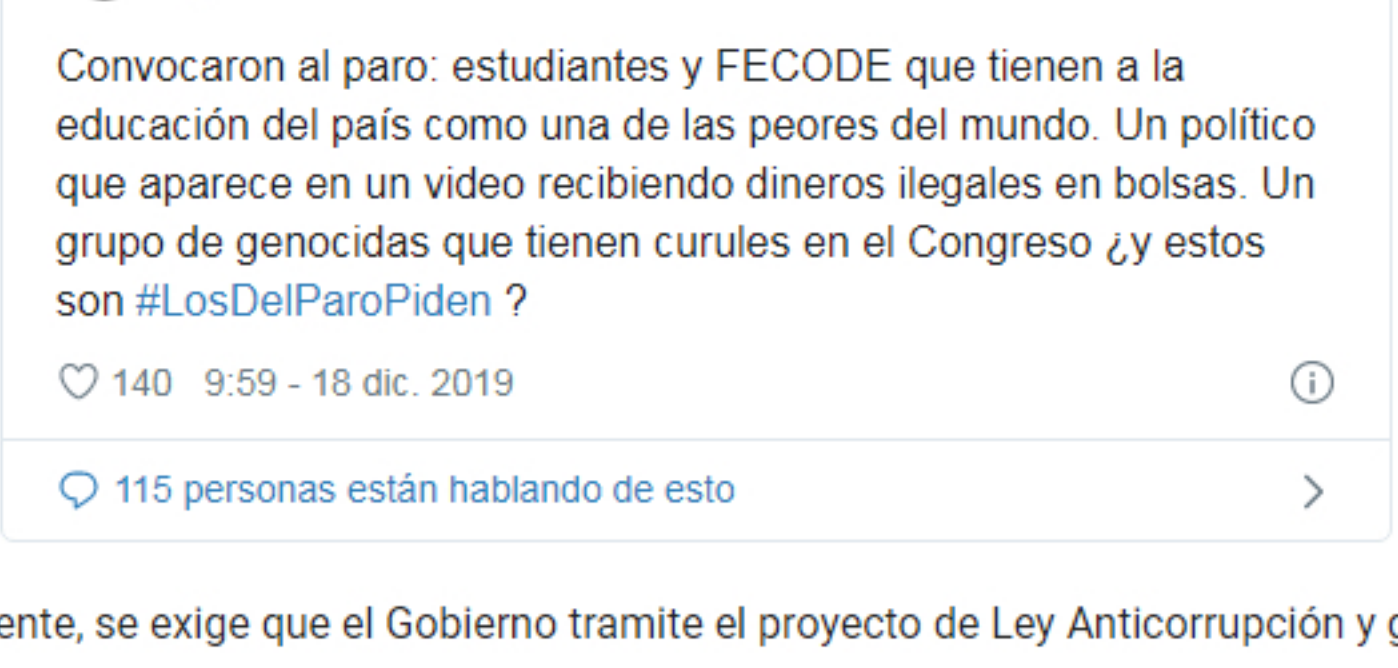 Convocaron al paro: estudiantes y FECODE que tienen a la
educación del país como una de las peores del mundo. Un político
que aparece en un video recibiendo dineros ilegales en bolsas. Un
grupo de genocidas que tienen curules en el Congreso ¿y estos
son #LosDelParoPiden ?
140 9:59 - 18 dic. 2019
115 personas están hablando de esto
ente, se exige que el Gobierno tramite el proyecto de Ley Anticorrupción y g